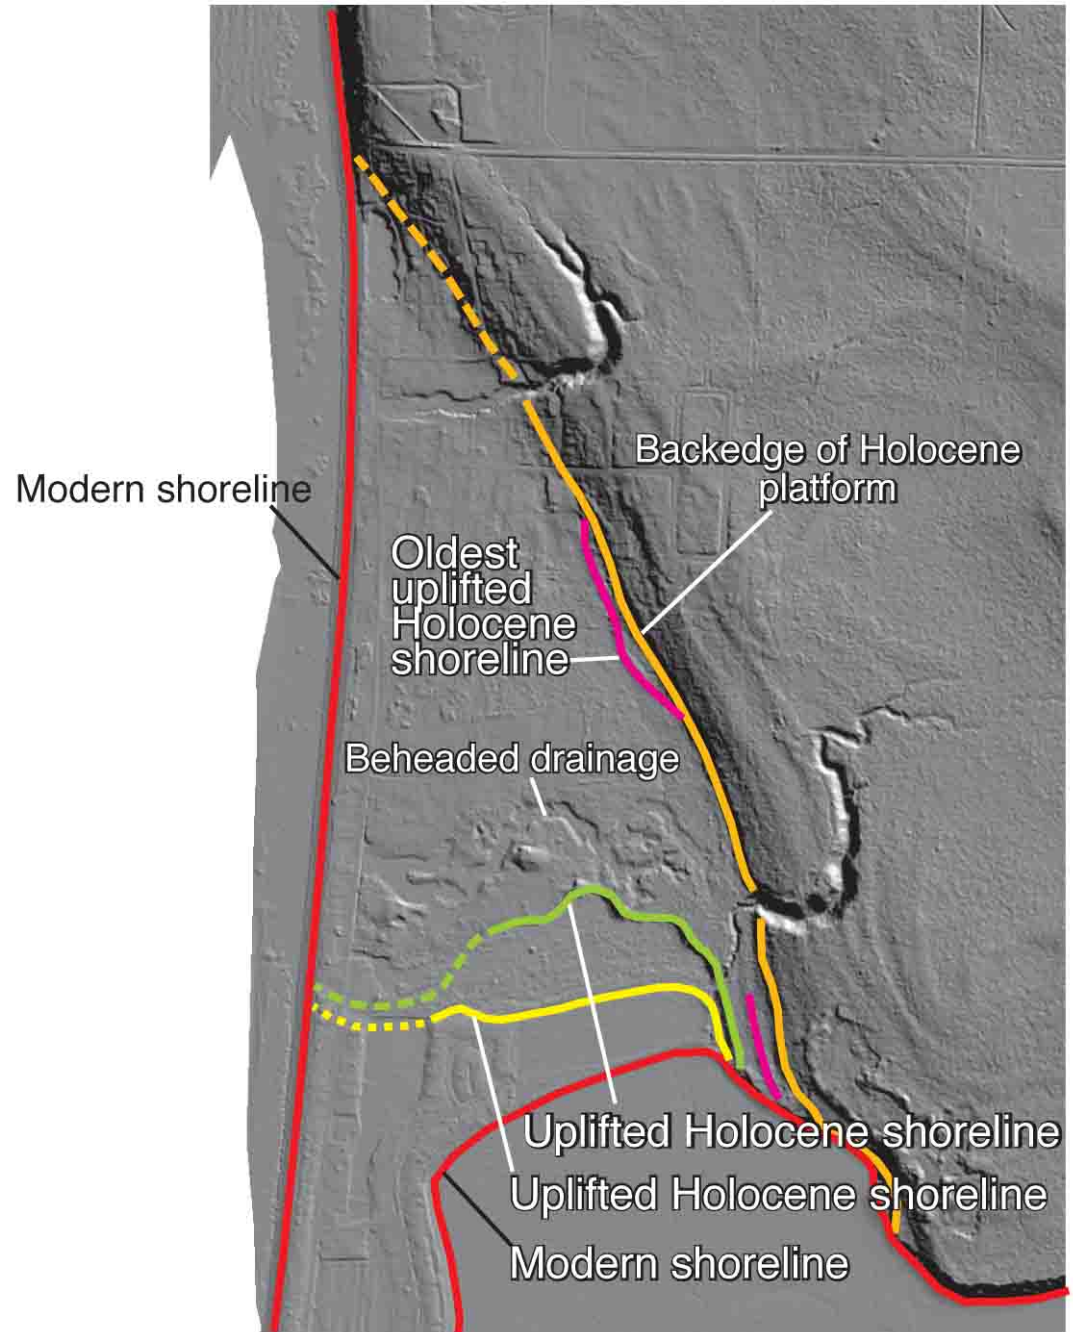 Backedge of Holocene
platform
Modern shoreline
Oldest
uplifted
Holocene
shoreline
Beheaded drainage
Uplifted Holocene shoreline
Uplifted Holocene shoreline
Modern shoreline